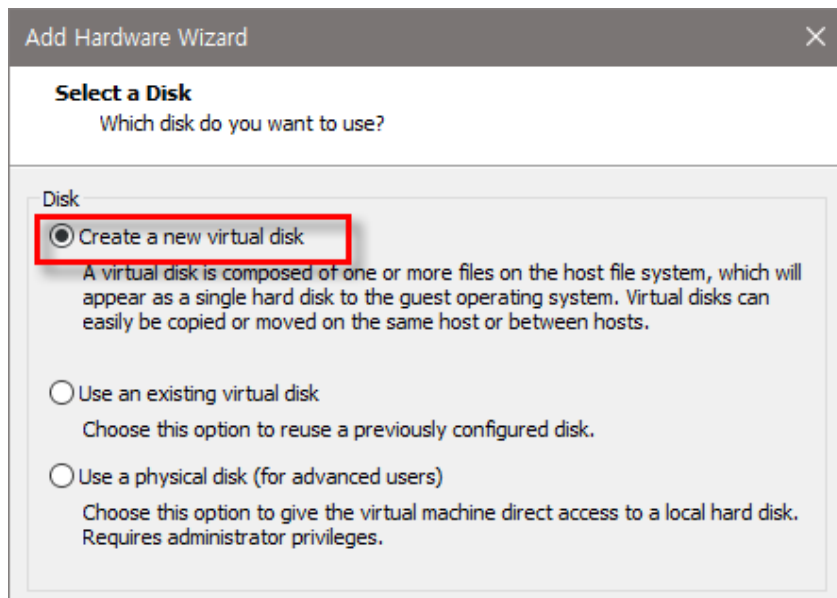 Add Hardware Wizard
Select a Disk
Which disk do you want to use?
Disk
Create a new virtual disk
A virtual disk is composed of one or more files on the host file system, which will
appear as a single hard disk to the guest operating system. Virtual disks can
easily be copied or moved on the same host or between hosts.
Use an existing virtual disk
Choose this option to reuse a previously configured disk.
Use a physical disk (for advanced users)
Choose this option to give the virtual machine direct access to a local hard disk.
Requires administrator privileges.